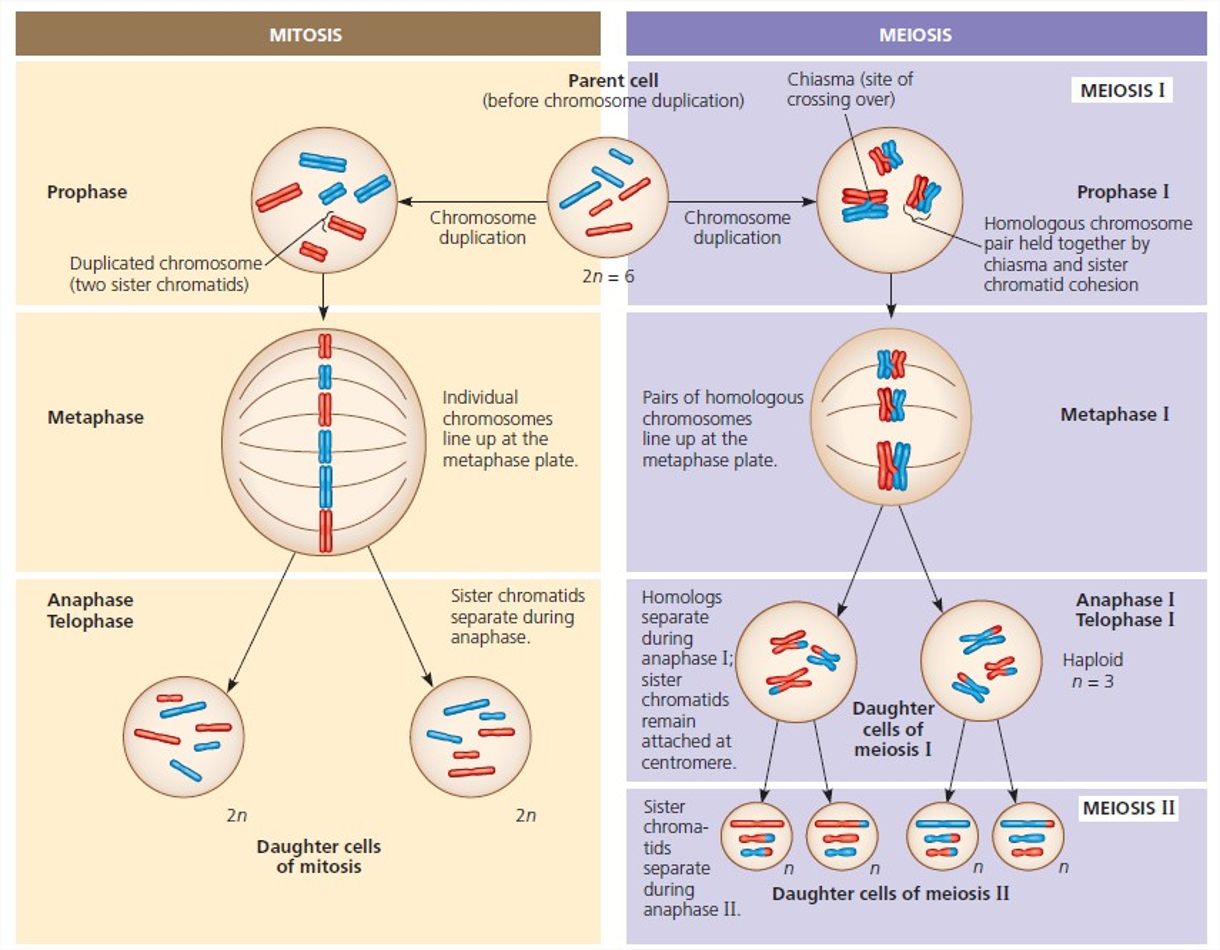 MITOSIS
MEIOSIS
Parent cell
(before chromosome duplication)
Chiasma (site of
crossing over)
MEIOSIS I
Prophase
Chromosome
duplication
Chromosome
duplication
Prophase I
Duplicated chromosome
(two sister chromatids)
2n = 6
Homologous chromosome
pair held together by
chiasma and sister
chromatid cohesion
Metaphase
Individual
chromosomes
line up at the
metaphase plate.
Pairs of homologous
chromosomes
line up at the
metaphase plate.
Metaphase I
Anaphase
Telophase
Sister chromatids
separate during
anaphase.
Homologs
separate
during
anaphase I;
sister
chromatids
remain
attached at
centromere.
Anaphase I
Telophase I
Haploid
n = 3
Daughter
cells of
meiosis I
2n
2n
Daughter cells
of mitosis
Sister
chroma-
tids
separate
during
anaphase II.
MEIOSIS II
n
n
n
n
Daughter cells of meiosis II